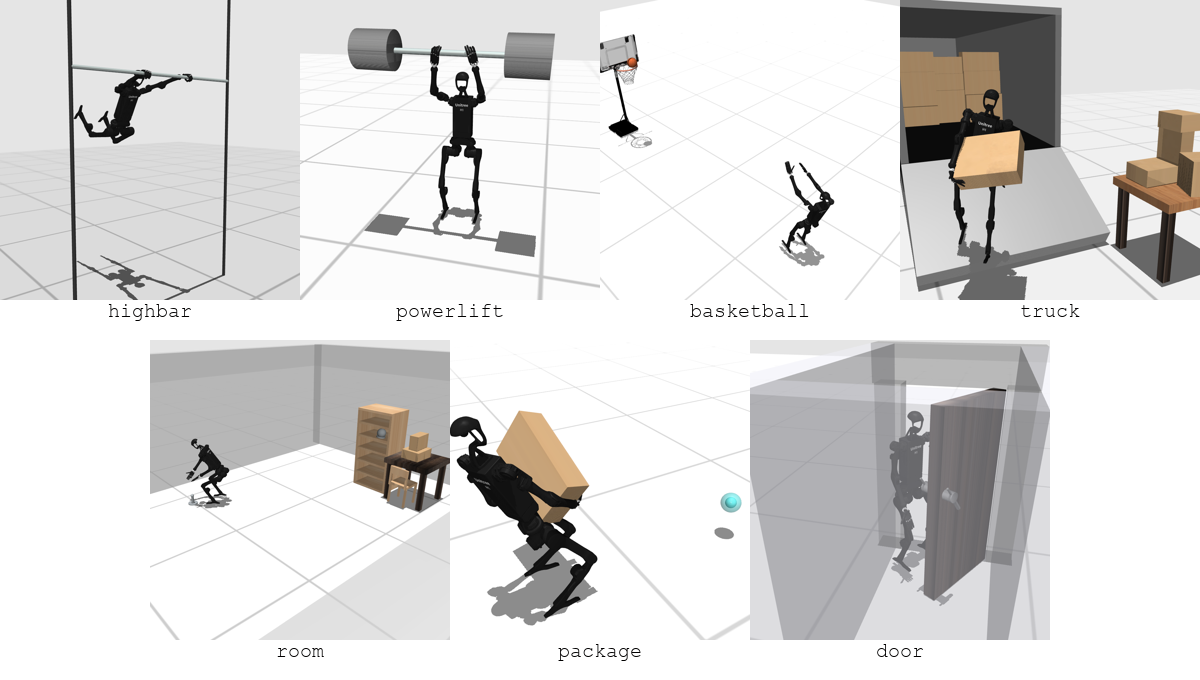 highbar
powerlift
basketball
truck
room
package
door